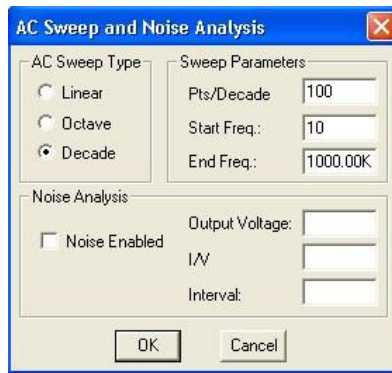 AC Sweep and Noise Analysis
AC Sweep Type
Linear
Octave
Decade
Sweep Parameters
Pts/Decade 100
Start Freq.: 10
End Freq.: 1000.00K
Noise Analysis
Noise Enabled
Output Voltage:
I/V
Interval:
OK Cancel